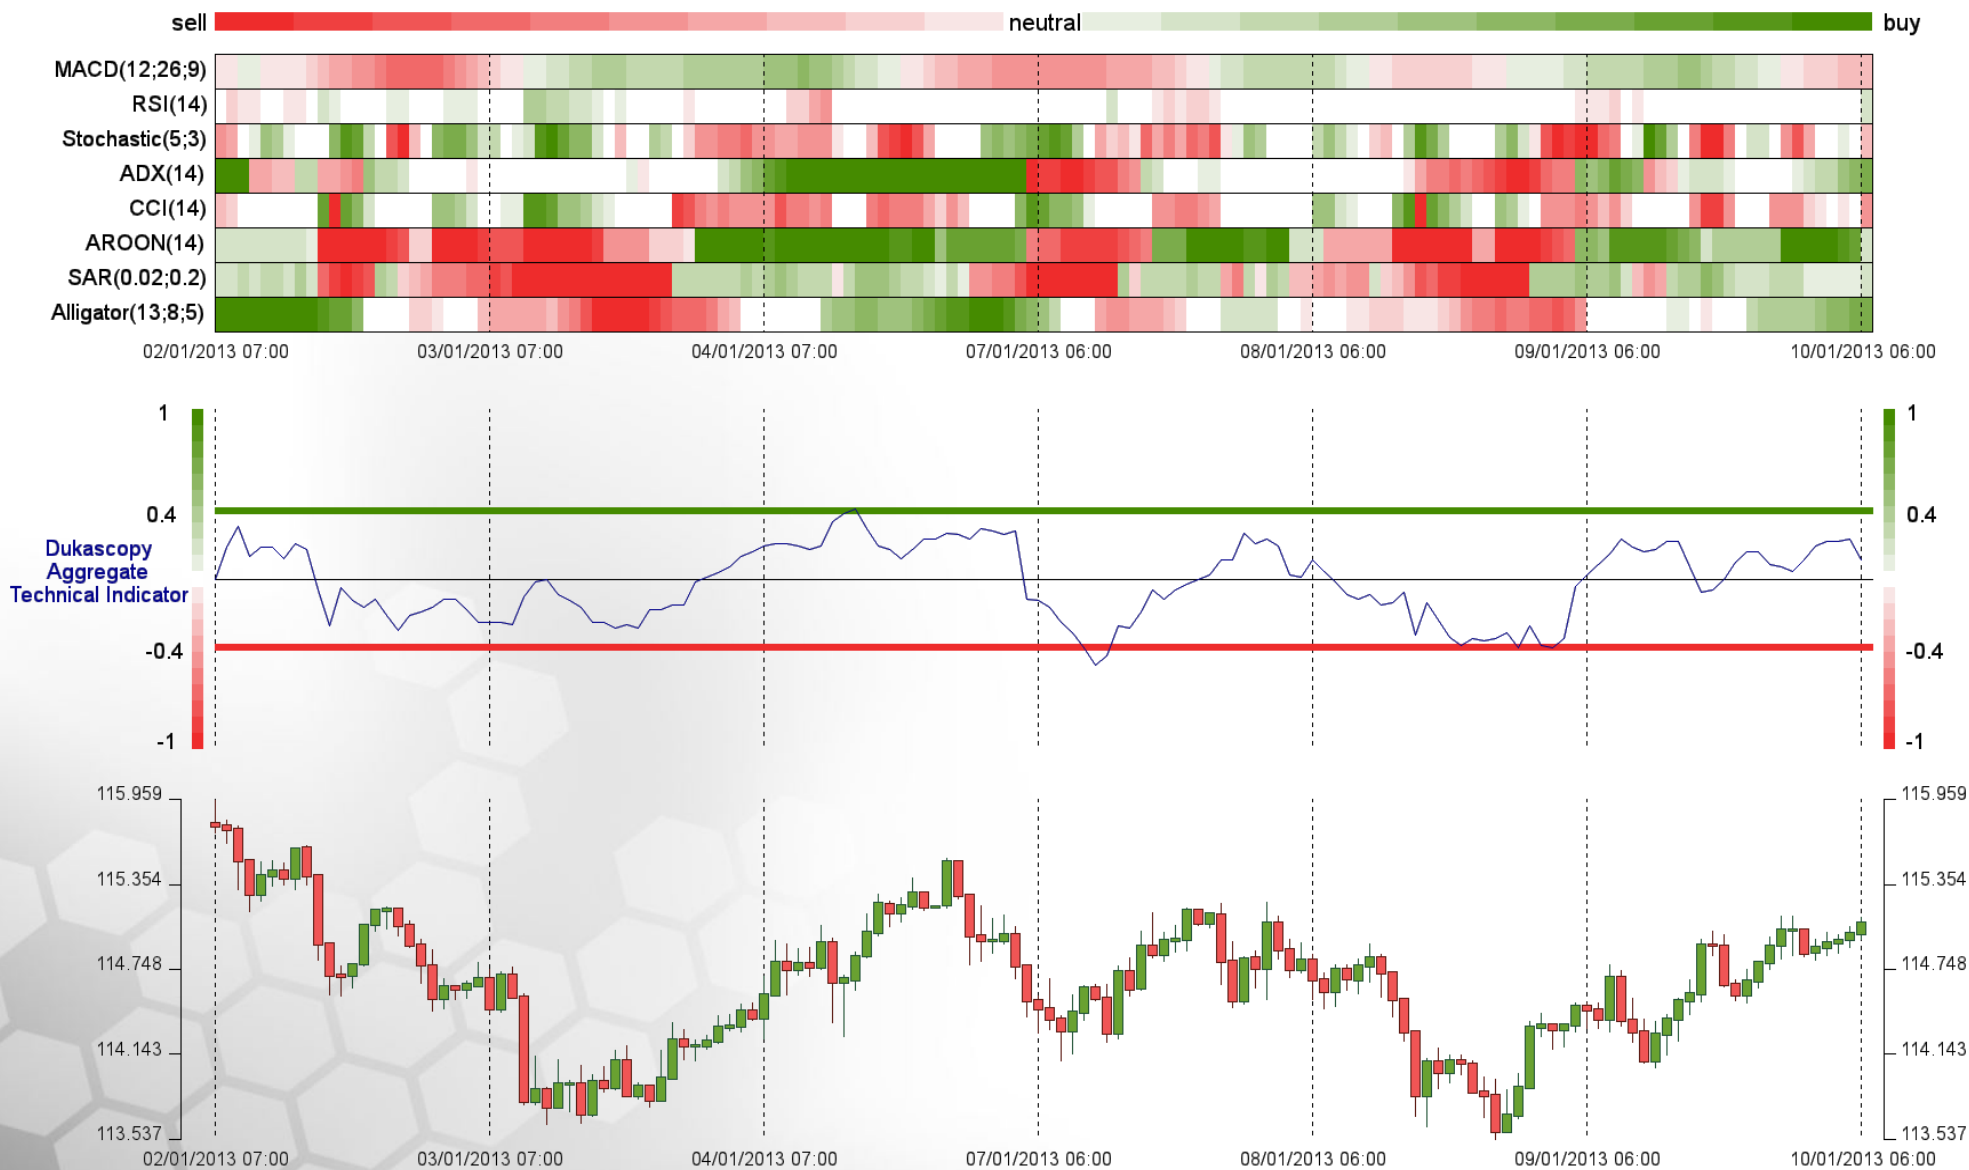 sell neutral buy
MACD(12;26;9)
RSI(14)
Stochastic(5;3)
ADX(14)
CCI(14)
AROON(14)
SAR(0.02;0.2)
Alligator(13;8;5)
02/01/2013 07:00 03/01/2013 07:00 04/01/2013 07:00 07/01/2013 06:00 08/01/2013 06:00 09/01/2013 06:00 10/01/2013 06:00
1 1
0.4 0.4
Dukascopy
Aggregate
Technical Indicator
-0.4 -0.4
-1 -1
115.959 115.959
115.354 115.354
114.748 114.748
114.143 114.143
113.537 113.537
02/01/2013 07:00 03/01/2013 07:00 04/01/2013 07:00 07/01/2013 06:00 08/01/2013 06:00 09/01/2013 06:00 10/01/2013 06:00